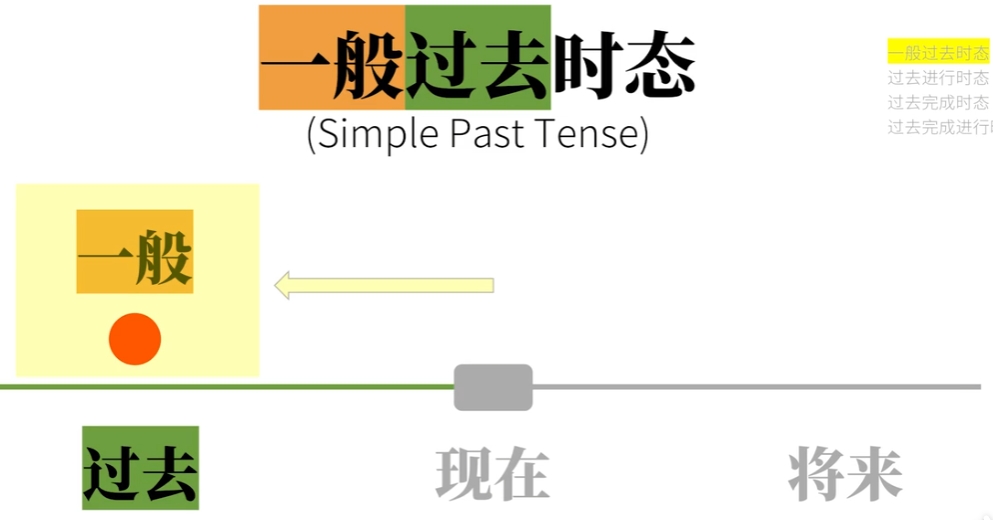 一般过去时态
(Simple Past Tense)
一般过去时态
过去进行时态
过去完成时态
过去完成进行
一般
过去
现在
将来